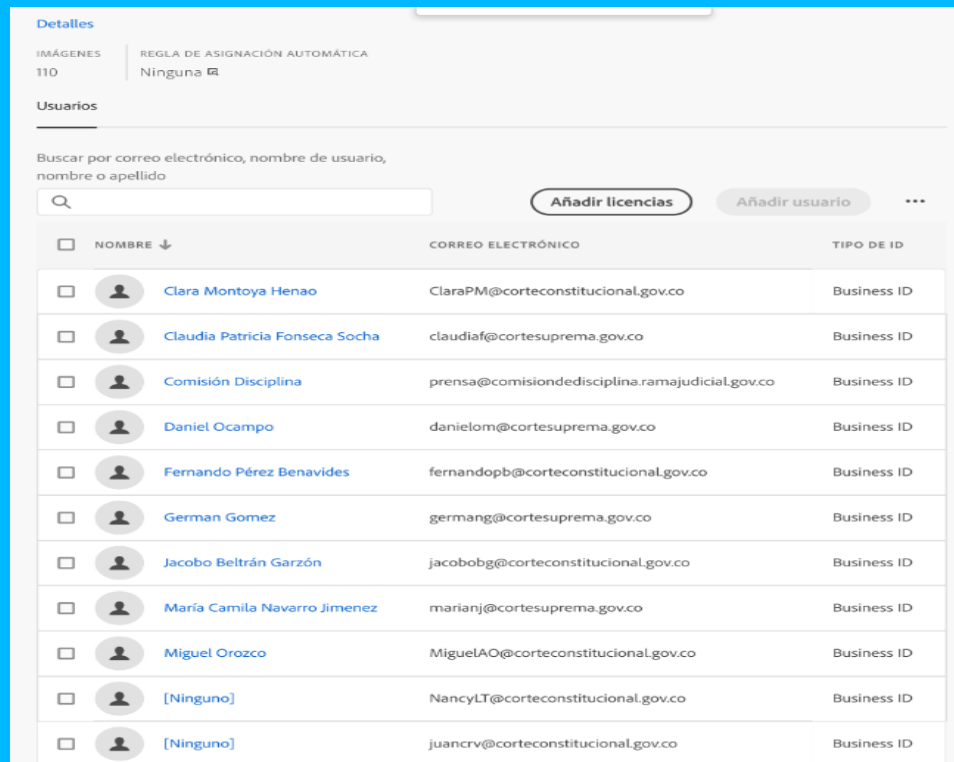 Detalles
IMÁGENES REGLA DE ASIGNACIÓN AUTOMÁTICA
110 Ninguna
Usuarios
Buscar por correo electrónico, nombre de usuario,
nombre o apellido
Añadir licencias Añadir usuario ...
NOMBRE ↓ CORREO ELECTRÓNICO TIPO DE ID
Clara Montoya Henao ClaraPM@corteconstitucional.gov.co Business ID
Claudia Patricia Fonseca Socha claudiaf@cortesuprema.gov.co Business ID
Comisión Disciplina prensa@comisiondedisciplina.ramajudicial.gov.co Business ID
Daniel Ocampo danielom@cortesuprema.gov.co Business ID
Fernando Pérez Benavides fernandopb@corteconstitucional.gov.co Business ID
German Gomez germang@cortesuprema.gov.co Business ID
Jacobo Beltrán Garzón jacobobg@corteconstitucional.gov.co Business ID
María Camila Navarro Jimenez marianj@cortesuprema.gov.co Business ID
Miguel Orozco MiguelAO@corteconstitucional.gov.co Business ID
[Ninguno] NancyLT@corteconstitucional.gov.co Business ID
[Ninguno] juancrv@corteconstitucional.gov.co Business ID